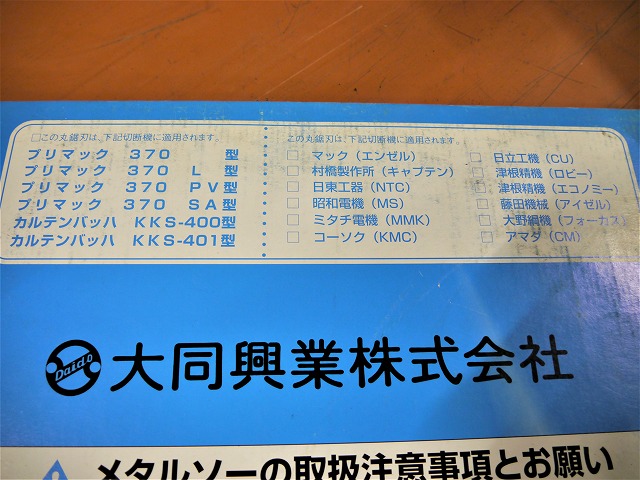 □この丸鋸刃は、下記切断機に適用されます。
プリマック 370 型
プリマック 370 L 型
プリマック 370 PV型
プリマック 370 SA型
カルテンバッハ KKS-400型
カルテンバッハ KKS-401型
この丸鋸刃は、下記切断機に適用されます。
□ マック（エンゼル）
□ 村橋製作所（キャプテン）
□ 日東工器（NTC）
□ 昭和電機（MS）
□ ミタチ電機（MMK）
□ コーソク（KMC）
□ 日立工機（CU）
□ 津根精機（ロビー）
□ 津根精機（エコノミー）
□ 藤田機械（アイゼル）
□ 大野鋼機（フォーカス）
□ アマダ（CM）
Daido 大同興業株式会社
メタルソーの取扱注意事項とお願い